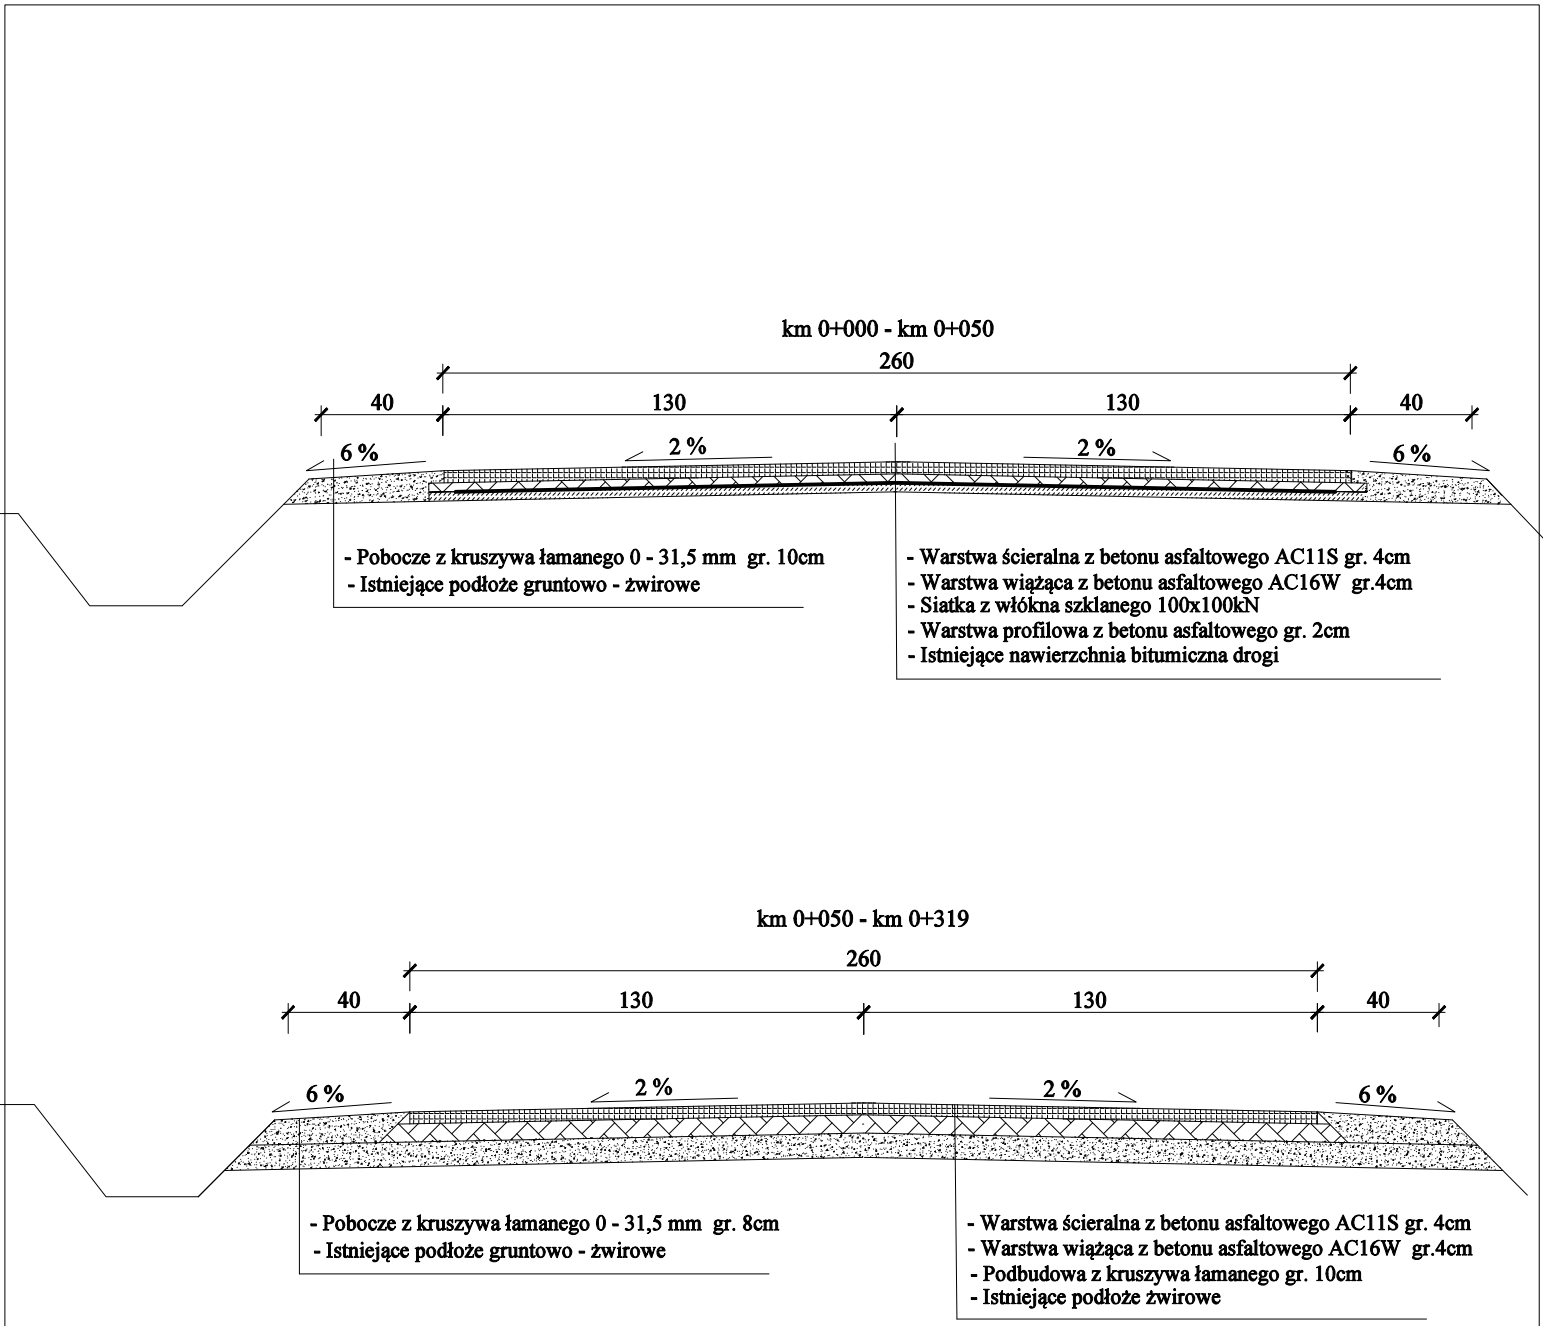 km 0+000 - km 0+050
260
40 130 130 40
6 % 2 % 2 % 6 %
- Pobocze z kruszywa łamanego 0 - 31,5 mm gr. 10cm
- Istniejące podłoże gruntowo - żwirowe
- Warstwa ścieralna z betonu asfaltowego AC11S gr. 4cm
- Warstwa wiążąca z betonu asfaltowego AC16W gr.4cm
- Siatka z włókna szklanego 100x100kN
- Warstwa profilowa z betonu asfaltowego gr. 2cm
- Istniejące nawierzchnia bitumiczna drogi
km 0+050 - km 0+319
260
40 130 130 40
6 % 2 % 2 % 6 %
- Pobocze z kruszywa łamanego 0 - 31,5 mm gr. 8cm
- Istniejące podłoże gruntowo - żwirowe
- Warstwa ścieralna z betonu asfaltowego AC11S gr. 4cm
- Warstwa wiążąca z betonu asfaltowego AC16W gr.4cm
- Podbudowa z kruszywa łamanego gr. 10cm
- Istniejące podłoże żwirowe